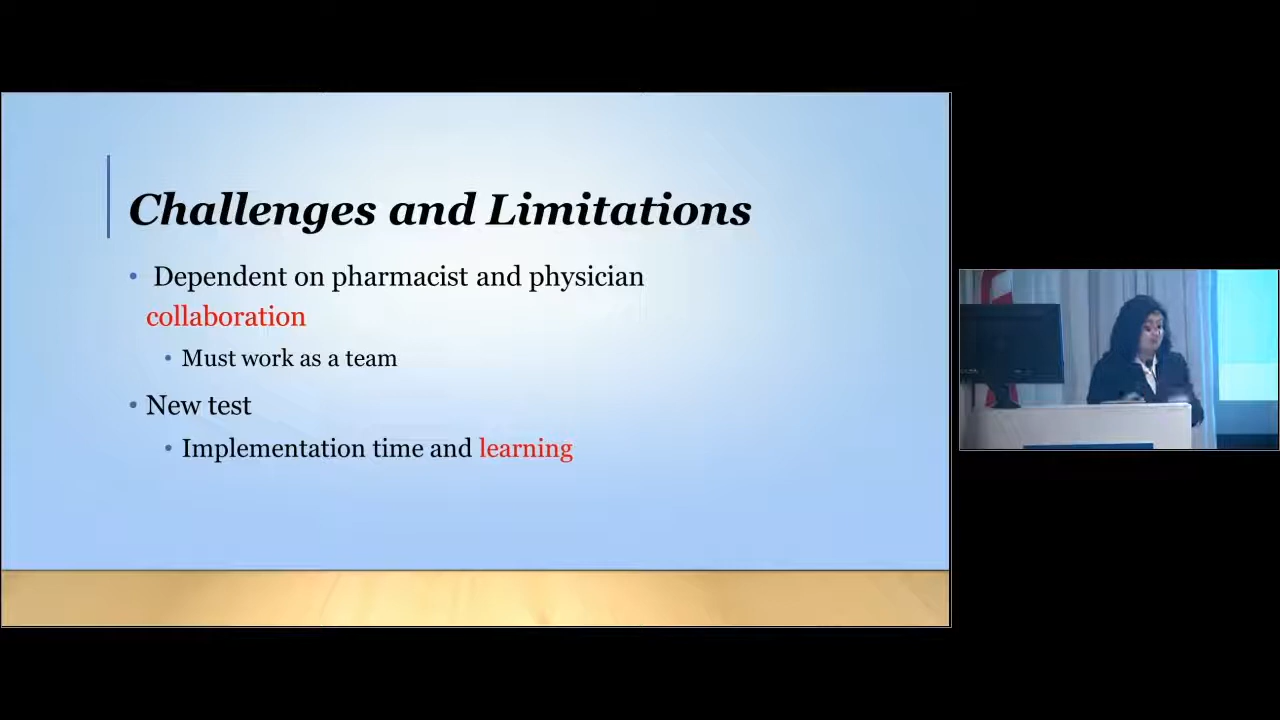 Challenges and Limitations
• Dependent on pharmacist and physician
collaboration
• Must work as a team
• New test
• Implementation time and learning